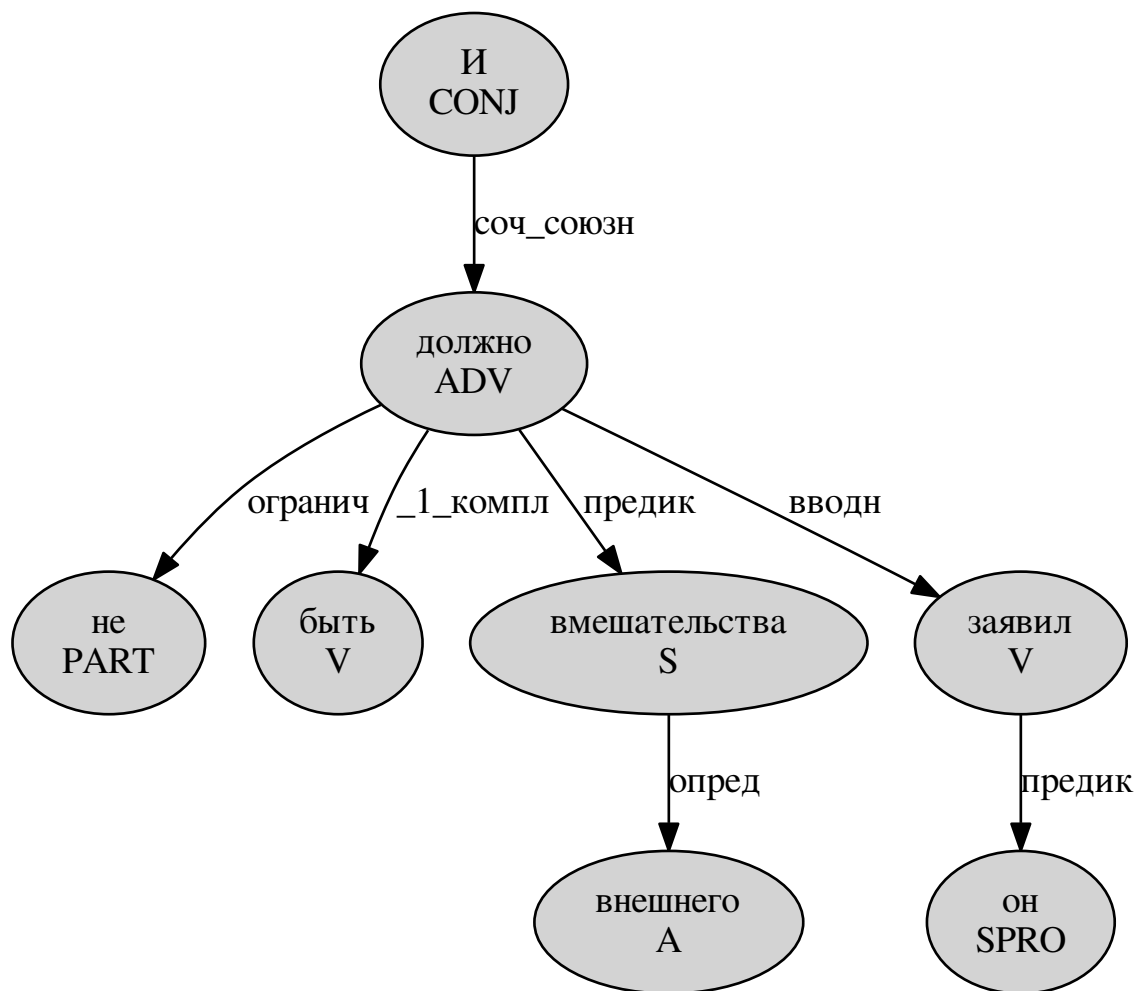 И
CONJ
соч_союзн
должно
ADV
огранич
_1_компл
предик
вводн
не
PART
быть
V
вмешательства
S
заявил
V
опред
предик
внешнего
A
он
SPRO